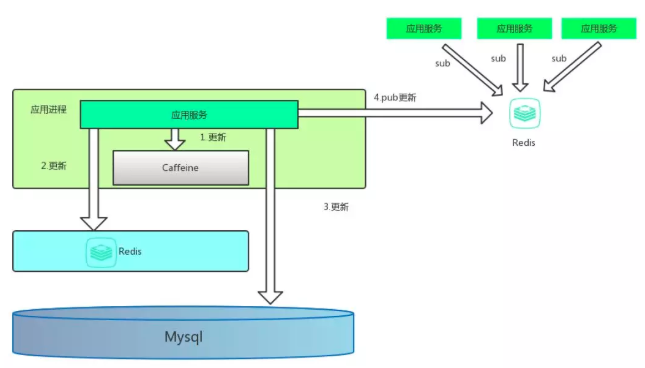 应用服务
应用服务
应用服务
sub
sub
sub
4.pub更新
Redis
应用进程
应用服务
1.更新
2.更新
Caffeine
3.更新
Redis
Mysql